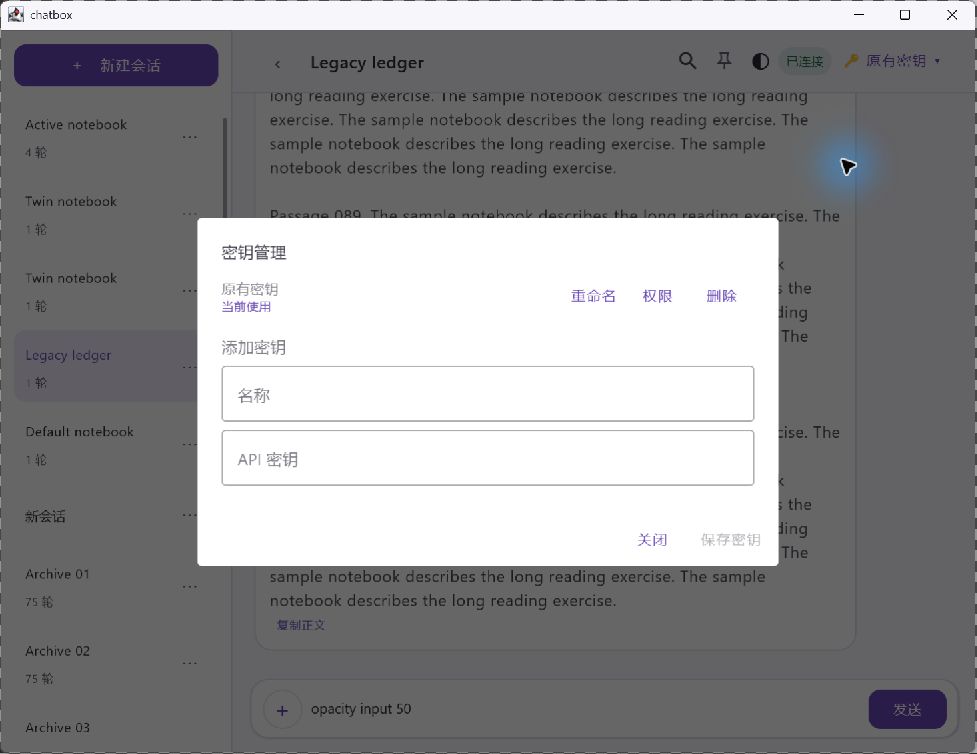 chatbox
+ 新建会话
Active notebook
...
4 轮
Twin notebook
...
1 轮
Twin notebook
...
1 轮
Legacy ledger
...
1 轮
Default notebook
...
1 轮
新会话
...
Archive 01
...
75 轮
Archive 02
...
75 轮
Archive 03
Legacy ledger
已连接
原有密钥
long reading exercise. The sample notebook describes the long reading
exercise. The sample notebook describes the long reading exercise. The
sample notebook describes the long reading exercise. The sample
notebook describes the long reading exercise.
Passage 089. The sample notebook describes the long reading exercise. The
s the
The
cise. The
s the
The
sample notebook describes the long reading exercise. The sample
notebook describes the long reading exercise.
复制正文
密钥管理
原有密钥
当前使用
重命名 权限 删除
添加密钥
名称
API 密钥
关闭 保存密钥
+ opacity input 50
发送